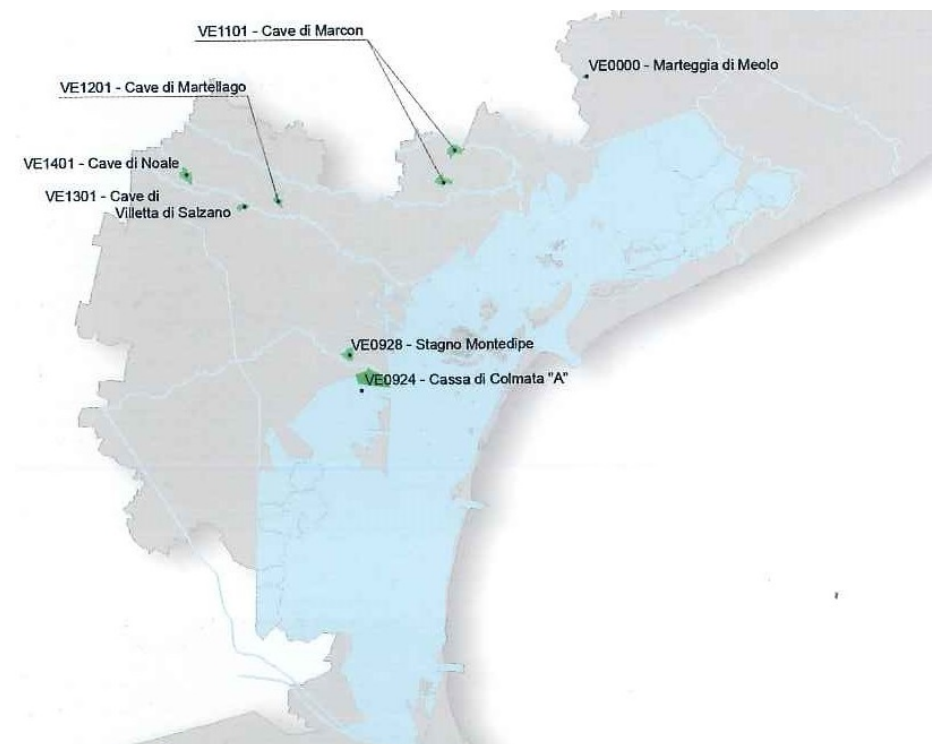 VE1101 - Cave di Marcon
VE0000 - Marteggia di Meolo
VE1201 - Cave di Martellago
VE1401 - Cave di Noale
VE1301 - Cave di
Villetta di Salzano
VE0928 - Stagno Montedipe
VE0924 - Cassa di Colmata "A"